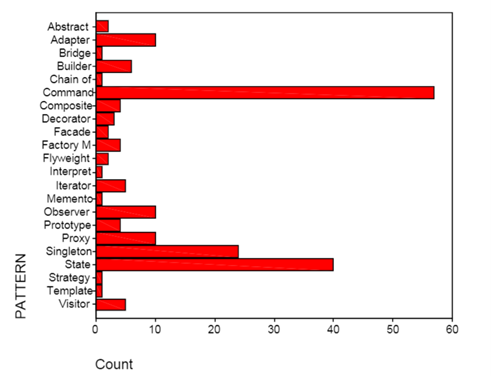 Abstract
Adapter
Bridge
Builder
Chain of
Command
Composite
Decorator
Facade
Factory M
Flyweight
Interpret
Iterator
Memento
Observer
Prototype
Proxy
Singleton
State
Strategy
Template
Visitor
PATTERN
0 10 20 30 40 50 60
Count